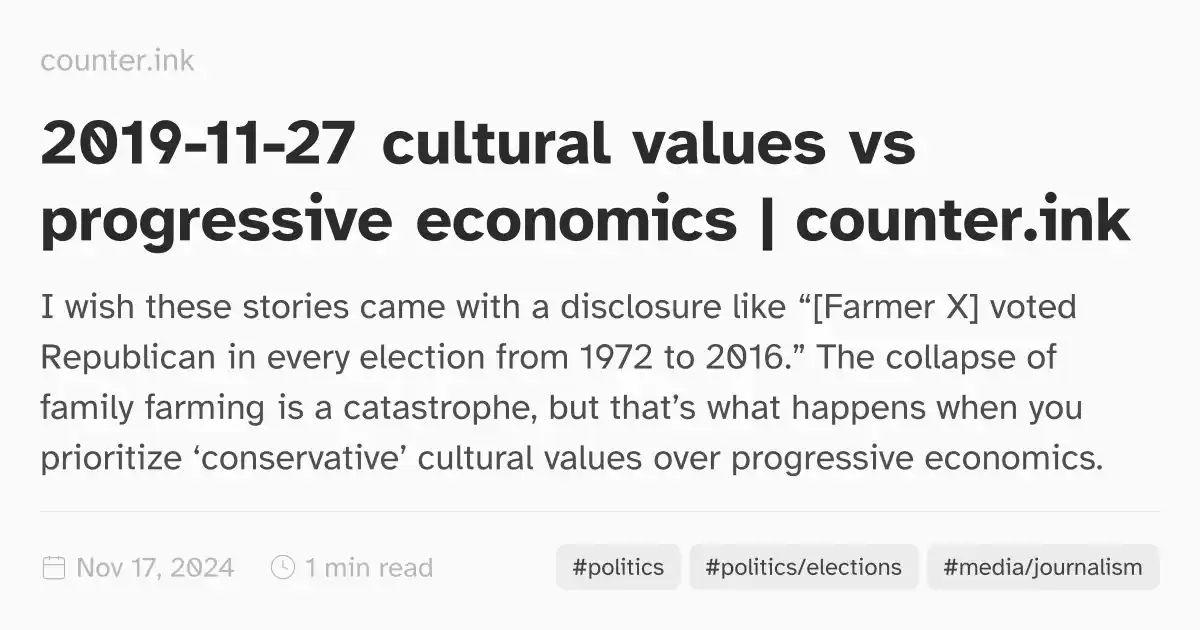 counter.ink
2019-11-27 cultural values vs
progressive economics | counter.ink
I wish these stories came with a disclosure like “[Farmer X] voted
Republican in every election from 1972 to 2016.” The collapse of
family farming is a catastrophe, but that’s what happens when you
prioritize ‘conservative’ cultural values over progressive economics.
Nov 17, 2024 1 min read #politics #politics/elections #media/journalism